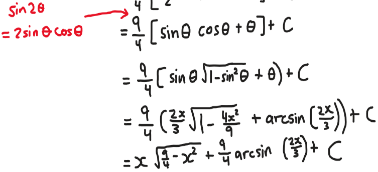 sin2θ
= 2sinθcosθ
= 9/4 [sinθ cosθ + θ] + C
= 9/4 [sinθ √(1-sin²θ) + θ) + C
= 9/4 (2x/3 √(1 - 4x²/9) + arcsin (2x/3)) + C
= x √(9/4 - x²) + 9/4 arcsin (2x/3) + C